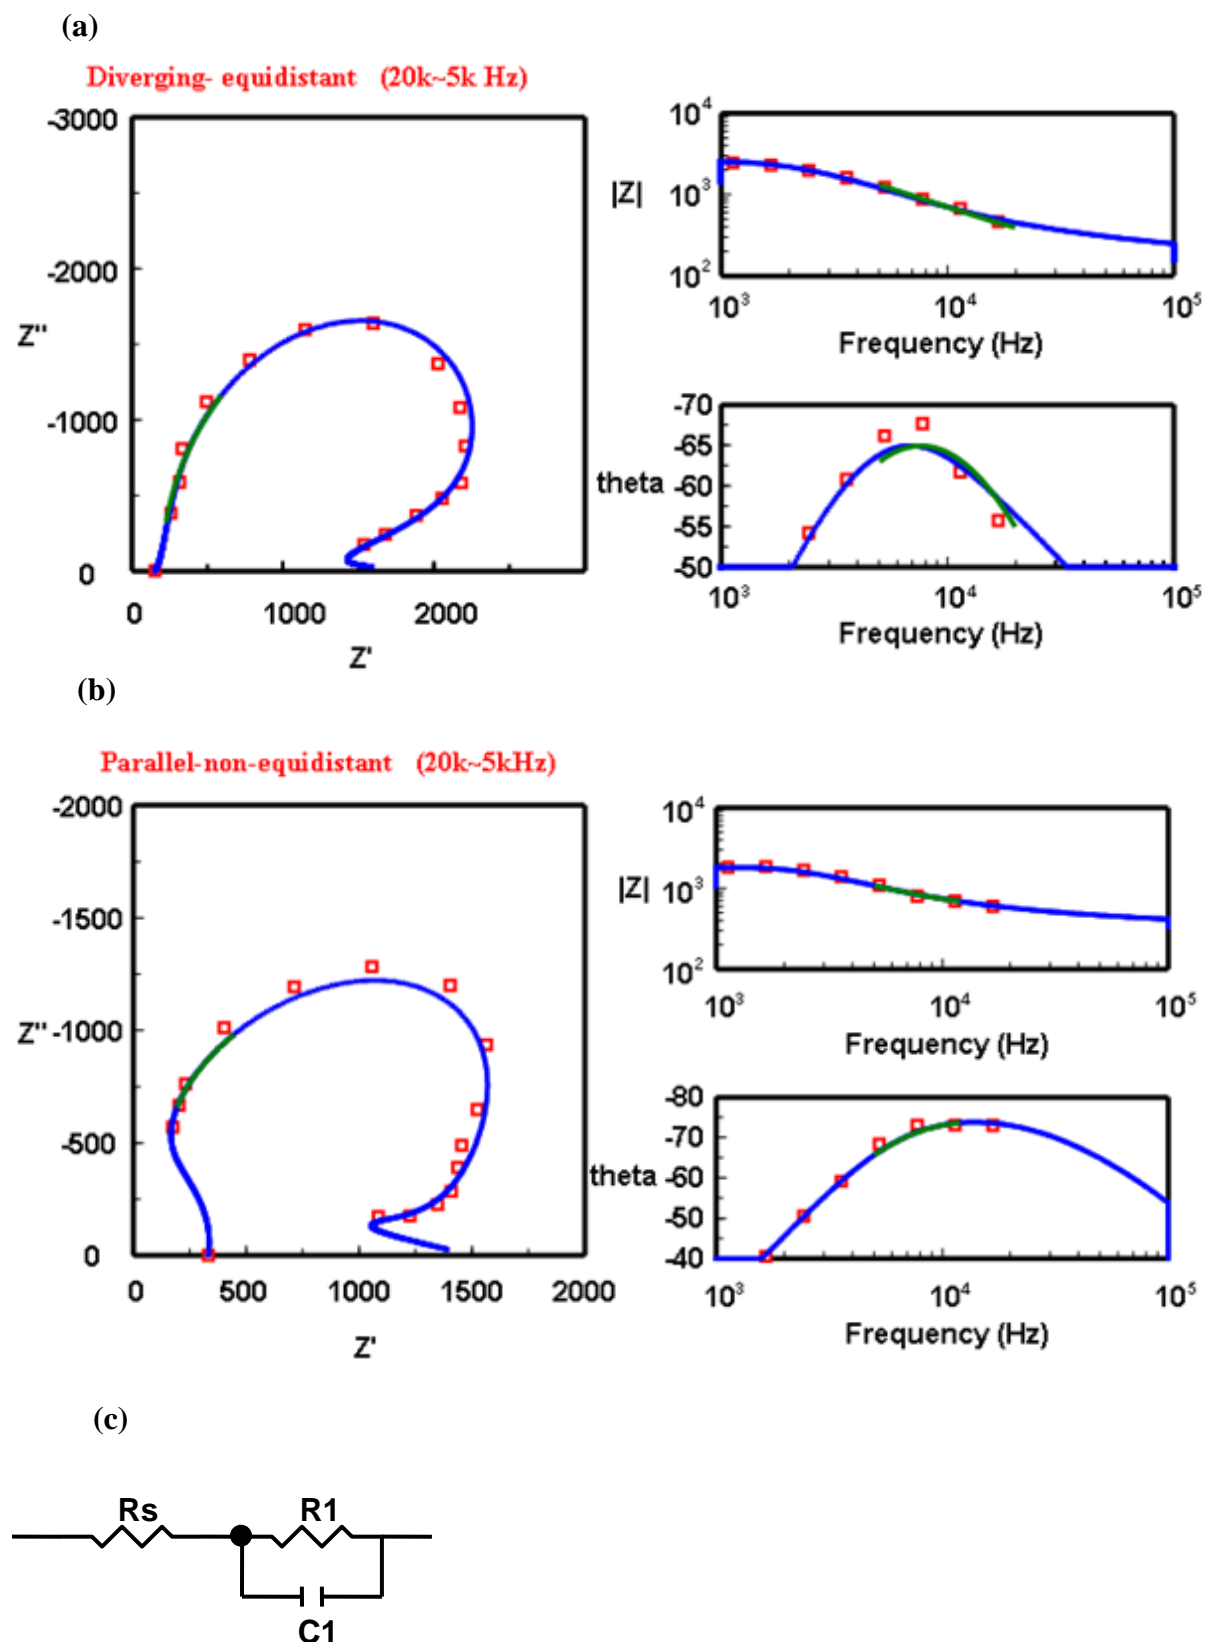 (a)
Diverging- equidistant (20k~5k Hz)
-3000
-2000
-1000
0
Z''
0 1000 2000
Z'
10^4
10^3
10^2
|Z|
10^3 10^4 10^5
Frequency (Hz)
-70
-65
-60
-55
-50
theta
10^3 10^4 10^5
Frequency (Hz)
(b)
Parallel-non-equidistant (20k~5kHz)
-2000
-1500
-1000
-500
0
Z''
0 500 1000 1500 2000
Z'
10^4
10^3
10^2
|Z|
10^3 10^4 10^5
Frequency (Hz)
-80
-70
-60
-50
-40
theta
10^3 10^4 10^5
Frequency (Hz)
(c)
Rs R1
C1